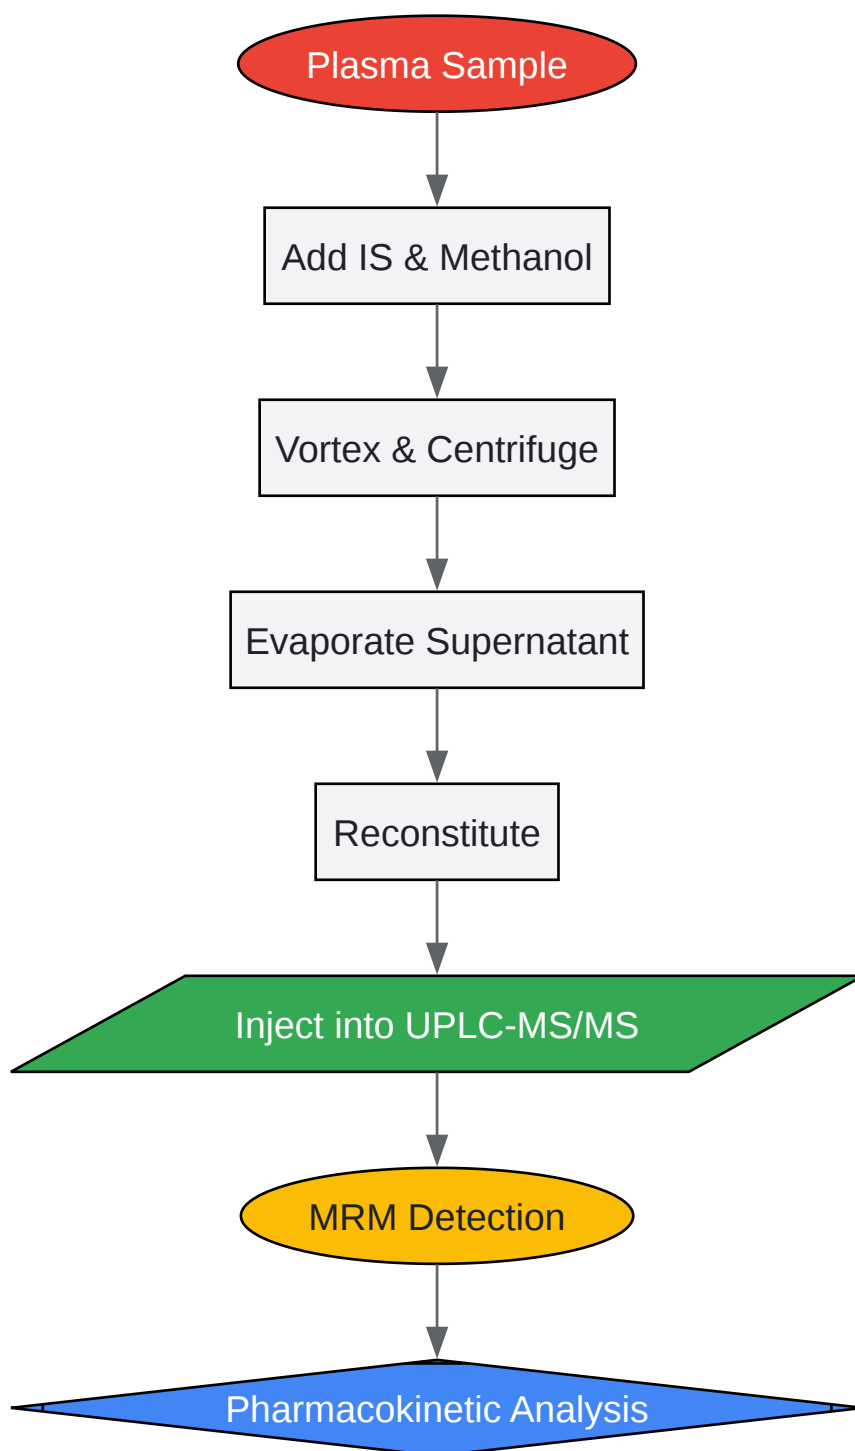 Plasma Sample
Add IS & Methanol
Vortex & Centrifuge
Evaporate Supernatant
Reconstitute
Inject into UPLC-MS/MS
MRM Detection
Pharmacokinetic Analysis